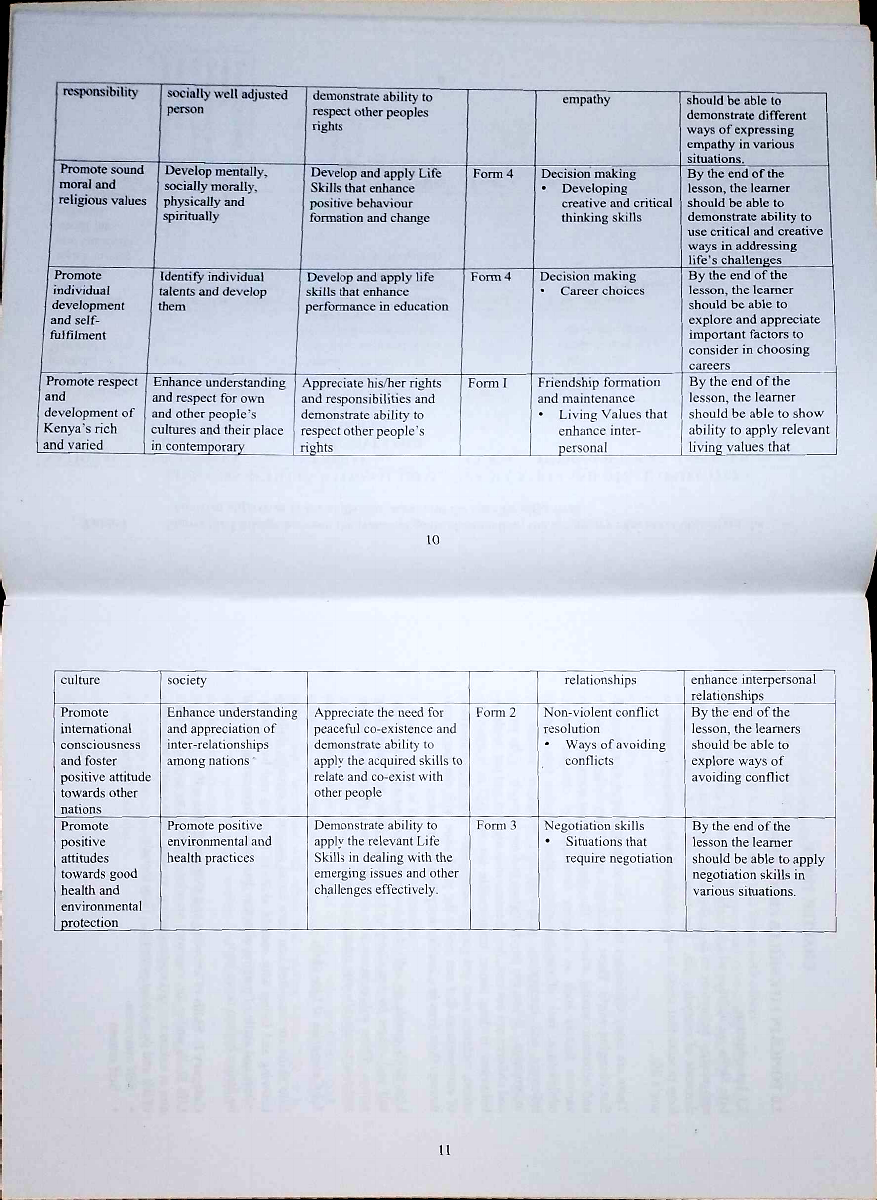 responsibility
socially well adjusted
person
demonstrate ability to
respect other peoples
rights
empathy
should be able to
demonstrate different
ways of expressing
empathy in various
situations.
Promote sound
moral and
religious values
Develop mentally,
socially morally,
physically and
spiritually
Develop and apply Life
Skills that enhance
positive behaviour
formation and change
Form 4
Decision making
• Developing
creative and critical
thinking skills
By the end of the
lesson, the learner
should be able to
demonstrate ability to
use critical and creative
ways in addressing
life's challenges
Promote
individual
development
and self-
fulfilment
Identify individual
talents and develop
them
Develop and apply life
skills that enhance
performance in education
Form 4
Decision making
• Career choices
By the end of the
lesson, the learner
should be able to
explore and appreciate
important factors to
consider in choosing
careers
Promote respect
and
development of
Kenya's rich
and varied
Enhance understanding
and respect for own
and other people's
cultures and their place
in contemporary
Appreciate his/her rights
and responsibilities and
demonstrate ability to
respect other people's
rights
Form I
Friendship formation
and maintenance
• Living Values that
enhance inter-
personal
By the end of the
lesson, the learner
should be able to show
ability to apply relevant
living values that
10
culture
society
relationships
enhance interpersonal
relationships
Promote
international
consciousness
and foster
positive attitude
towards other
nations
Enhance understanding
and appreciation of
inter-relationships
among nations
Appreciate the need for
peaceful co-existence and
demonstrate ability to
apply the acquired skills to
relate and co-exist with
other people
Form 2
Non-violent conflict
resolution
• Ways of avoiding
conflicts
By the end of the
lesson, the learners
should be able to
explore ways of
avoiding conflict
Promote
positive
attitudes
towards good
health and
environmental
protection
Promote positive
environmental and
health practices
Demonstrate ability to
apply the relevant Life
Skills in dealing with the
emerging issues and other
challenges effectively.
Form 3
Negotiation skills
• Situations that
require negotiation
By the end of the
lesson the learner
should be able to apply
negotiation skills in
various situations.
11